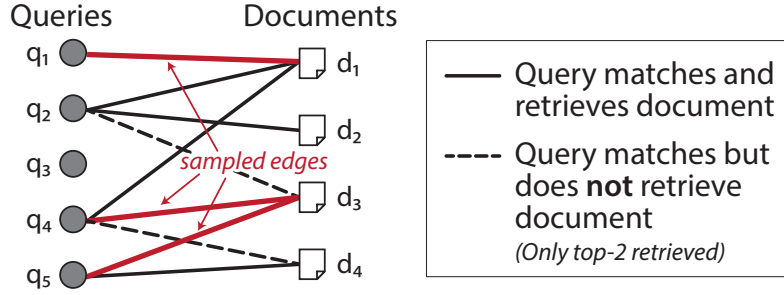 Queries Documents
q₁
q₂
q₃
q₄
q₅
sampled edges
d₁
d₂
d₃
d₄
Query matches and
retrieves document
Query matches but
does not retrieve
document
(Only top-2 retrieved)